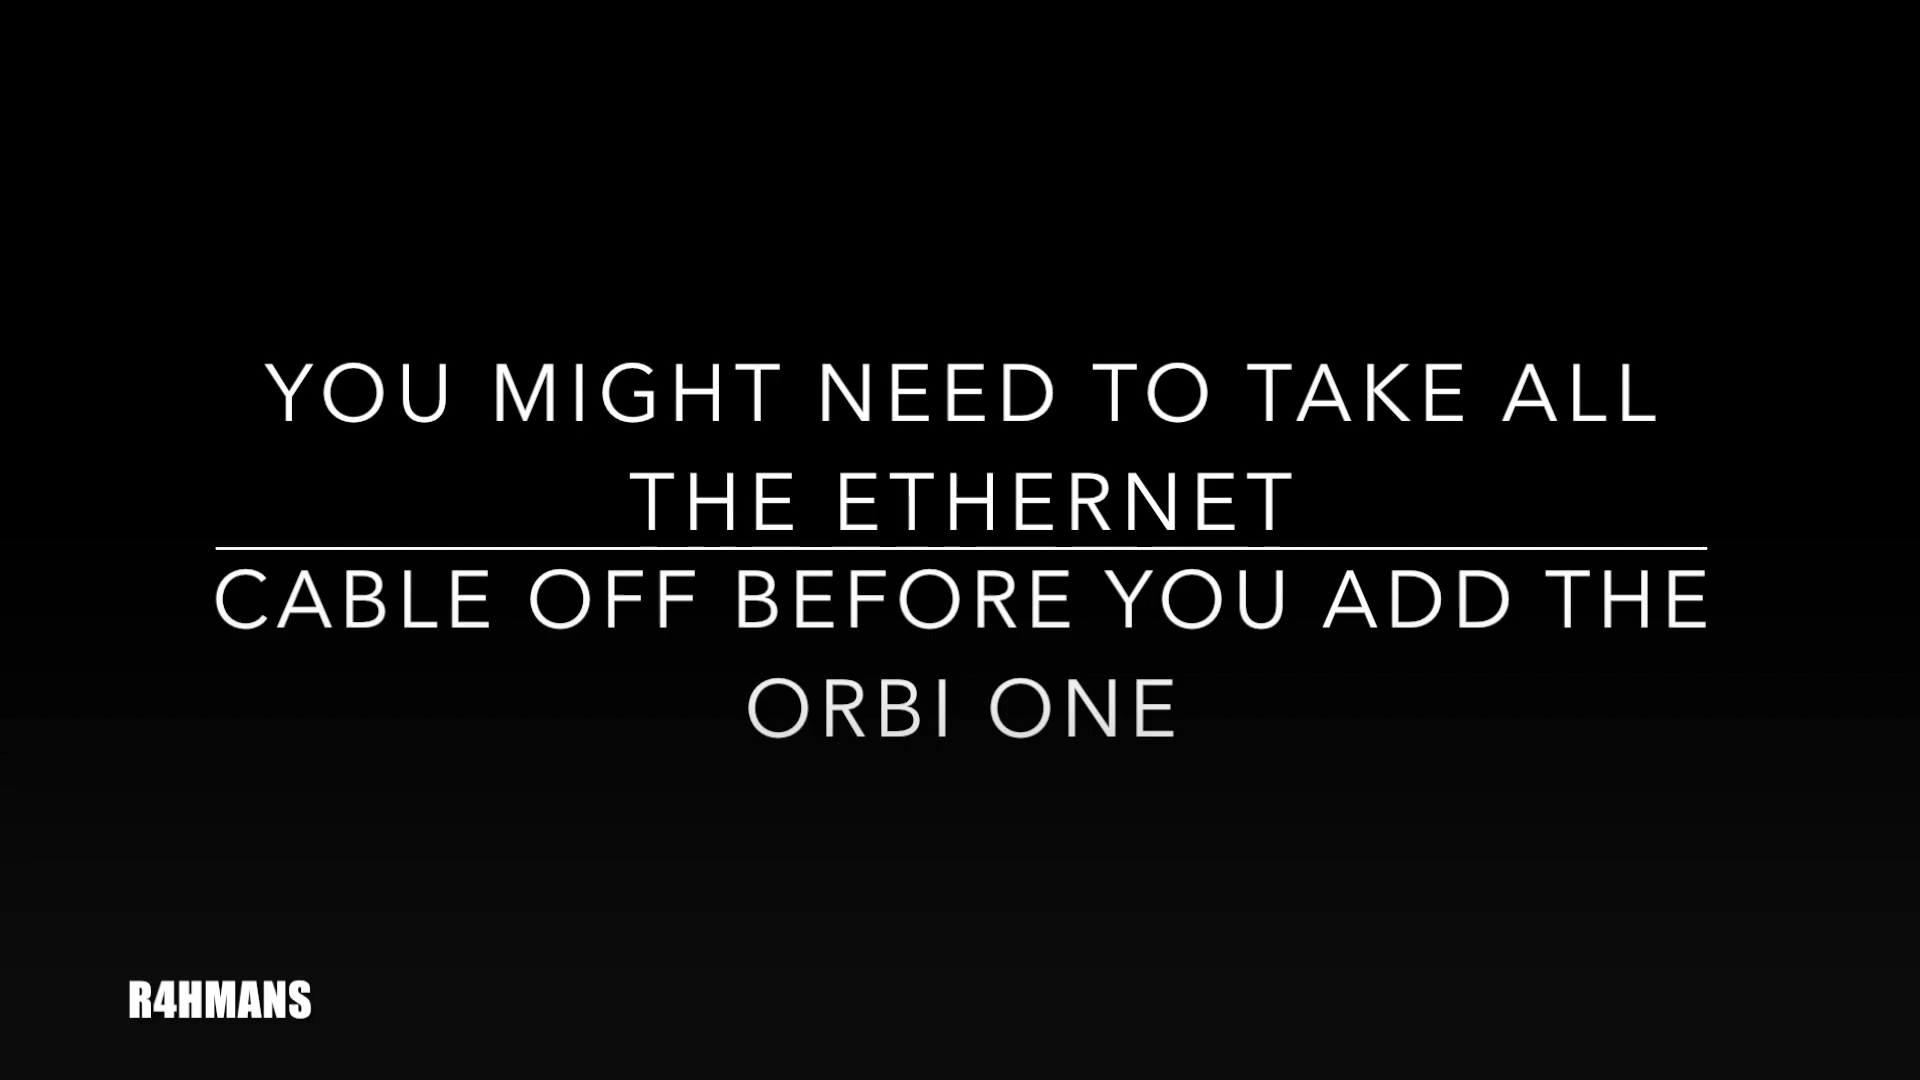 YOU MIGHT NEED TO TAKE ALL
THE ETHERNET
CABLE OFF BEFORE YOU ADD THE
ORBI ONE
R4HMANS